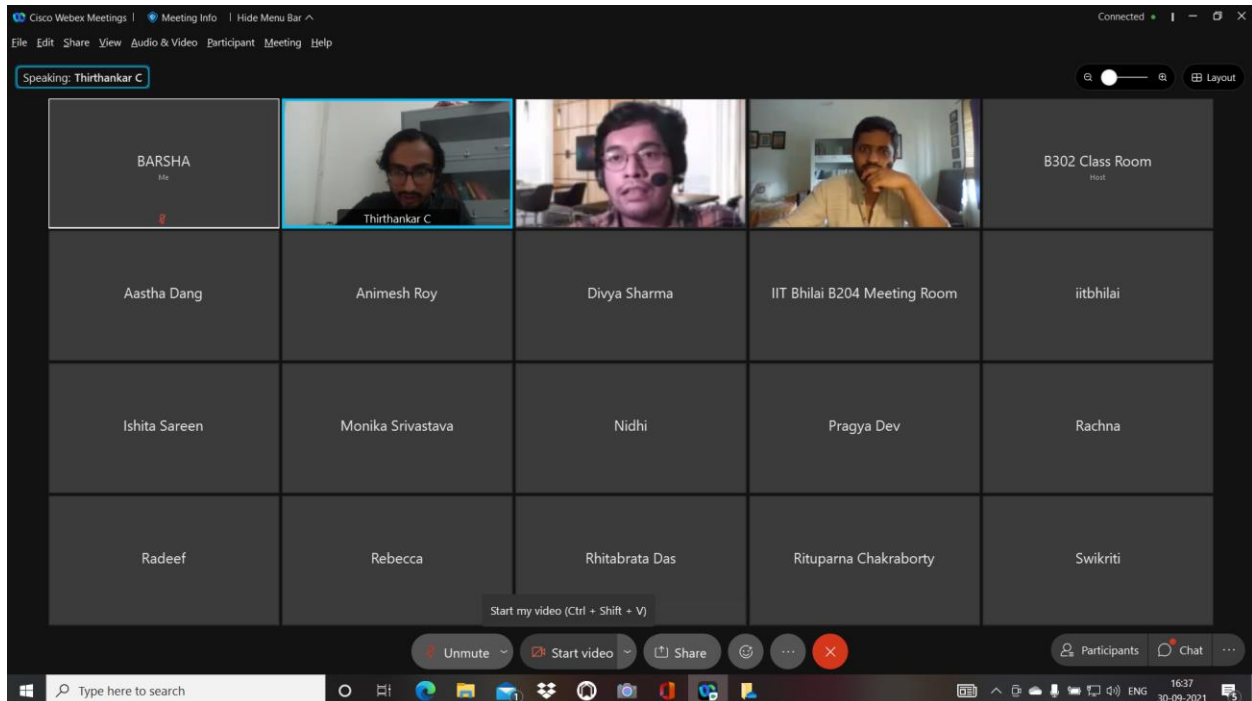 Cisco Webex Meetings | Meeting Info | Hide Menu Bar Connected
File Edit Share View Audio & Video Participant Meeting Help
Speaking: Thirthankar C Layout
BARSHA
Me
Thirthankar C
B302 Class Room
Host
Aastha Dang Animesh Roy Divya Sharma IIT Bhilai B204 Meeting Room iitbhilai
Ishita Sareen Monika Srivastava Nidhi Pragya Dev Rachna
Radeef Rebecca Rhitabrata Das Rituparna Chakraborty Swikriti
Start my video (Ctrl + Shift + V)
Unmute Start video Share Participants Chat
Type here to search ENG 16:37
30-09-2021